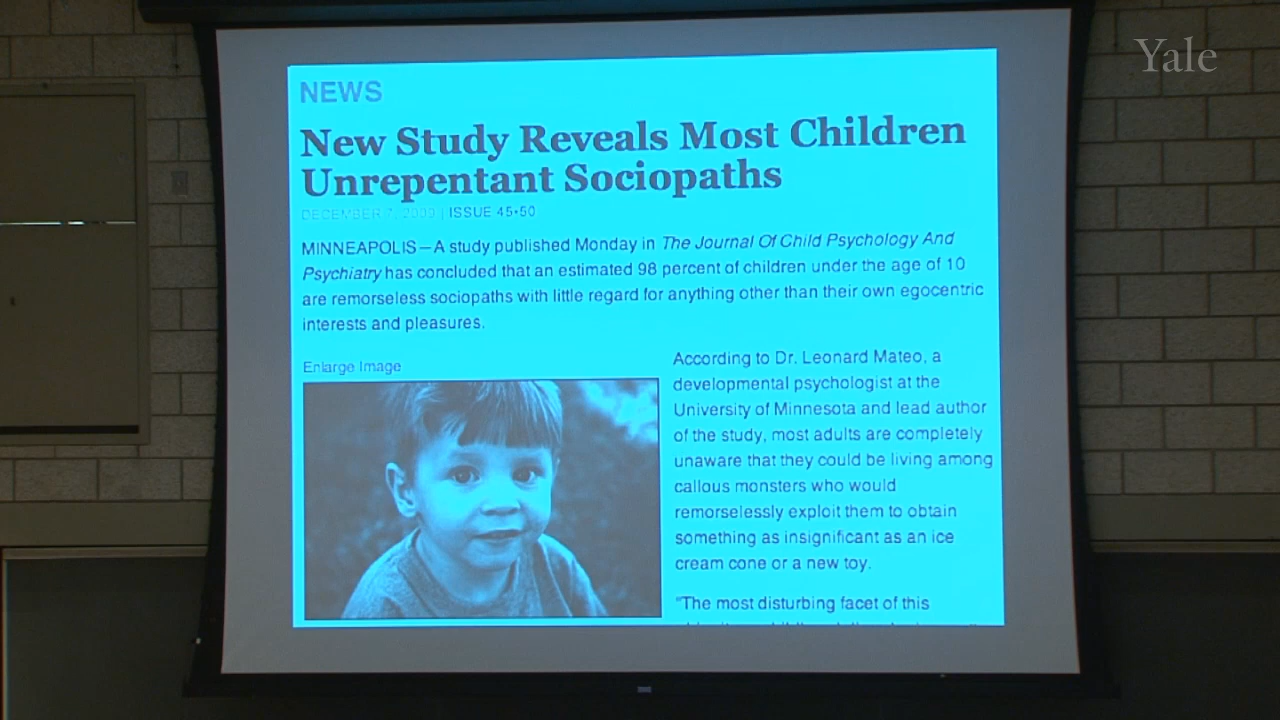 Yale
NEWS
New Study Reveals Most Children
Unrepentant Sociopaths
DECEMBER 7, 2009 | ISSUE 45•50
MINNEAPOLIS—A study published Monday in The Journal Of Child Psychology And
Psychiatry has concluded that an estimated 98 percent of children under the age of 10
are remorseless sociopaths with little regard for anything other than their own egocentric
interests and pleasures.
Enlarge Image
According to Dr. Leonard Mateo, a
developmental psychologist at the
University of Minnesota and lead author
of the study, most adults are completely
unaware that they could be living among
callous monsters who would
remorselessly exploit them to obtain
something as insignificant as an ice
cream cone or a new toy.
"The most disturbing facet of this